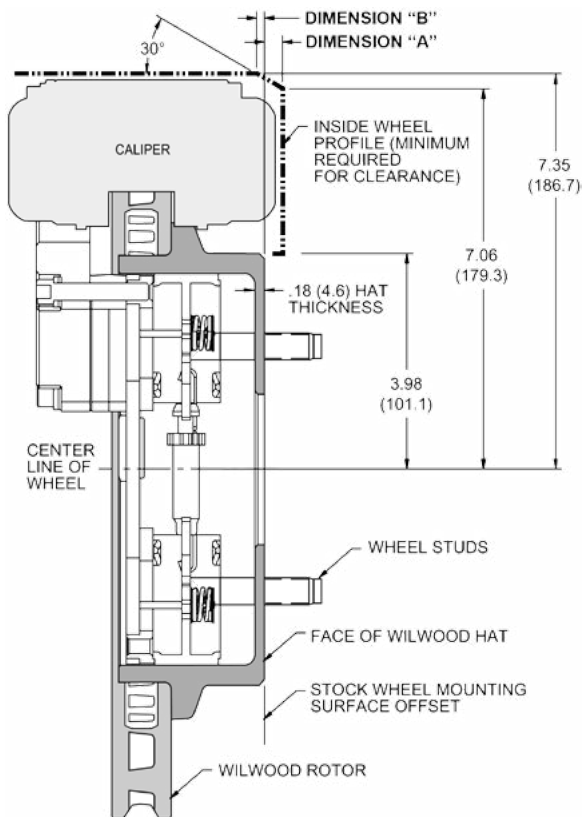 DIMENSION “B”
DIMENSION “A”
30°
CALIPER
INSIDE WHEEL
PROFILE (MINIMUM
REQUIRED
FOR CLEARANCE)
7.35
(186.7)
7.06
(179.3)
.18 (4.6) HAT
THICKNESS
3.98
(101.1)
CENTER
LINE OF
WHEEL
WHEEL STUDS
FACE OF WILWOOD HAT
STOCK WHEEL MOUNTING
SURFACE OFFSET
WILWOOD ROTOR